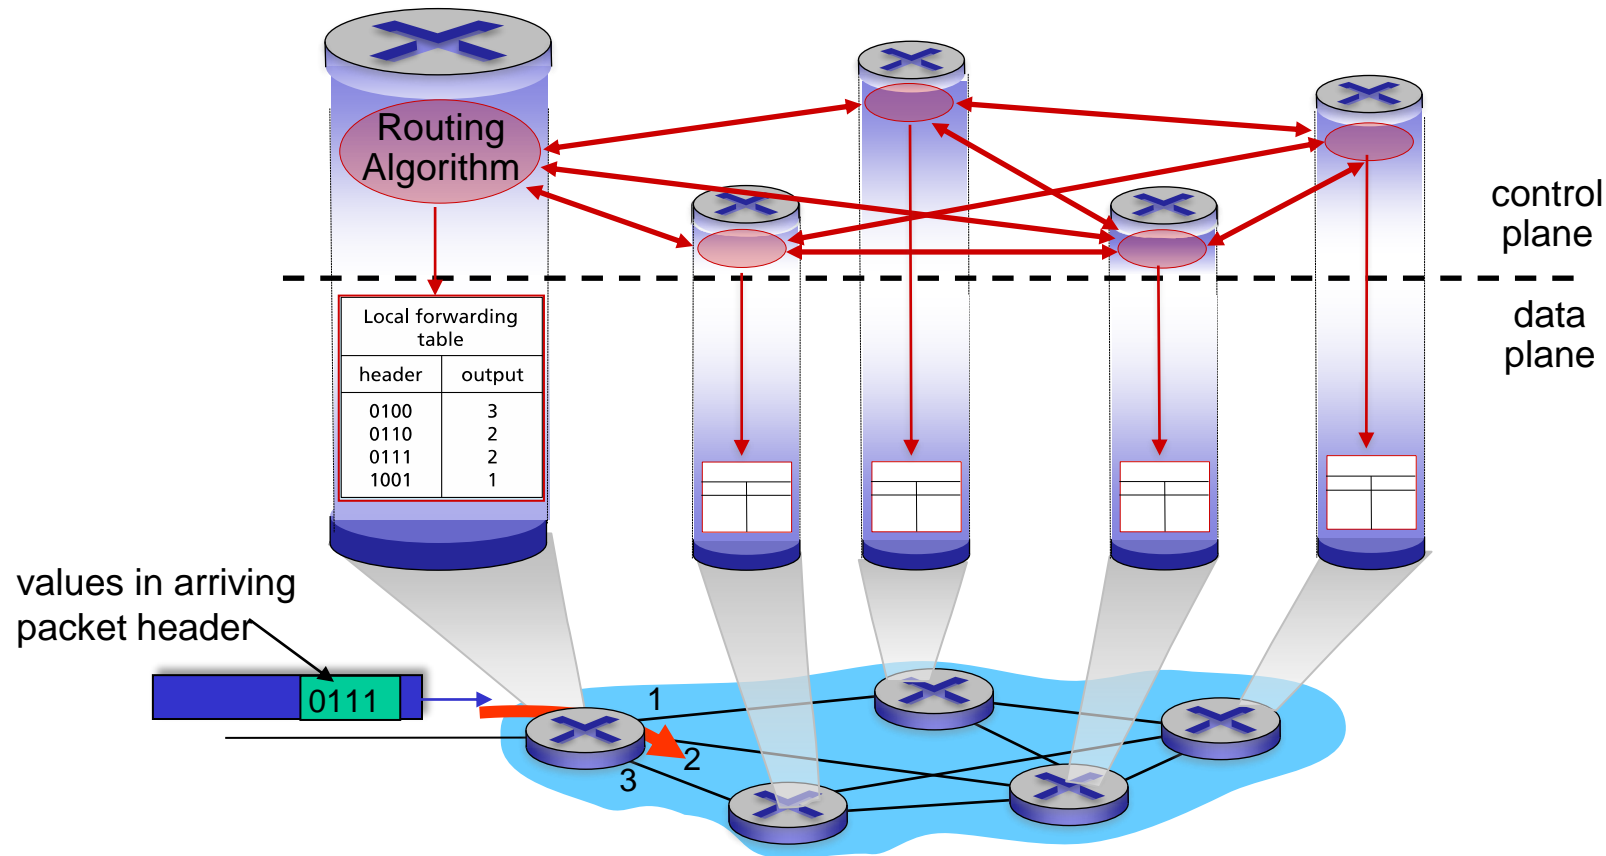 Routing
Algorithm
control
plane
data
plane
Local forwarding
table
header output
0100 3
0110 2
0111 2
1001 1
values in arriving
packet header
0111
1
2
3